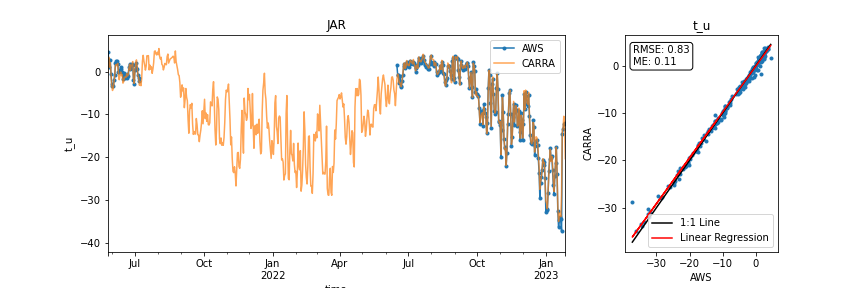 JAR
t_u
0
−10
−20
−30
−40
t_u
AWS
CARRA
Jul
Oct
Jan
2022
Apr
Jul
Oct
Jan
2023
time
RMSE: 0.83
ME: 0.11
0
−10
−20
−30
CARRA
1:1 Line
Linear Regression
−30
−20
−10
0
AWS